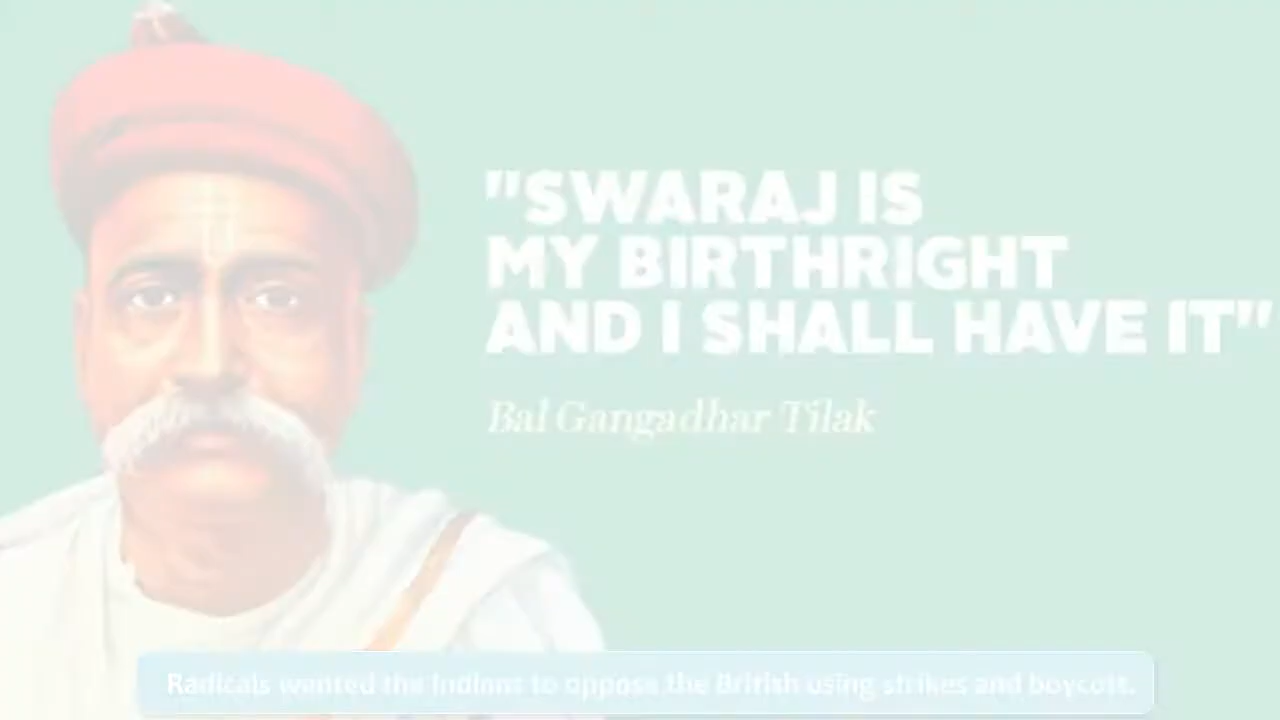 "SWARAJ IS
MY BIRTHRIGHT
AND I SHALL HAVE IT"
Bal Gangadhar Tilak
Radicals wanted the Indians to oppose the British using strikes and boycott.